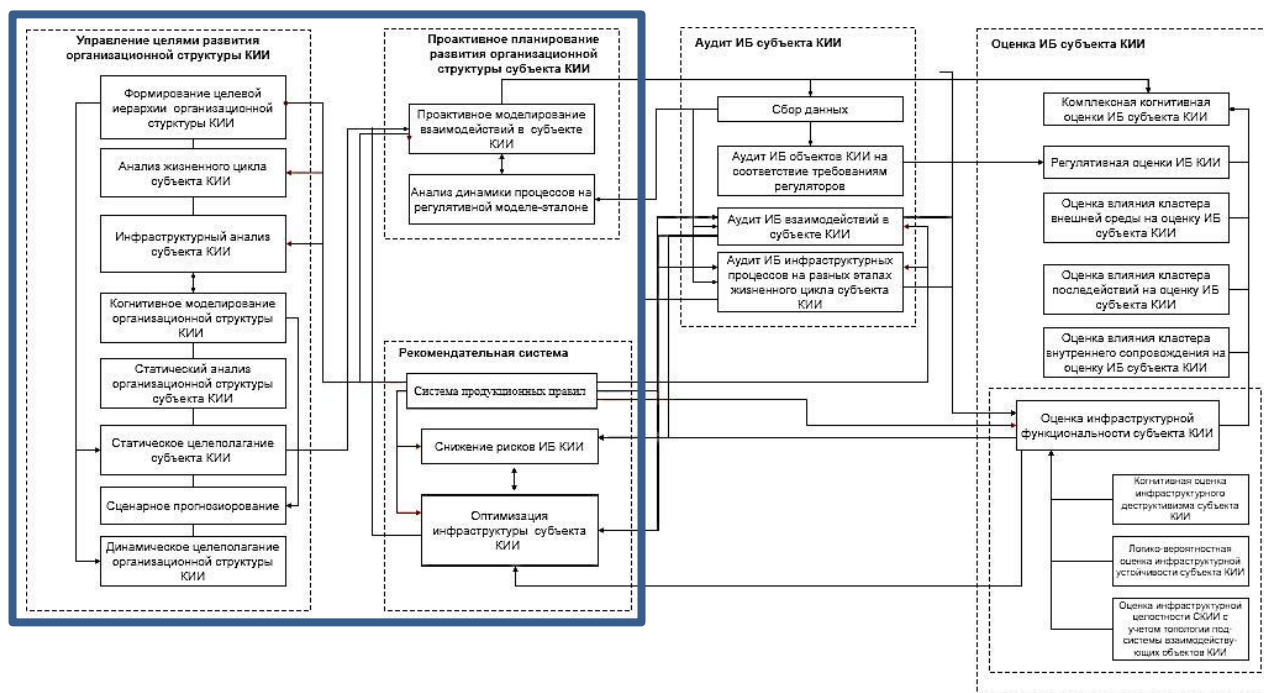 Управление целями развития
организационной структуры КИИ
Формирование целевой
иерархии организационной
стурктуры КИИ
Анализ жизненного цикла
субъекта КИИ
Инфраструктурный анализ
субъекта КИИ
Когнитивное моделирование
организационной структуры
КИИ
Статический анализ
организационной структуры
субъекта КИИ
Статическое целеполагание
субъекта КИИ
Сценарное прогнозиорование
Динамическое целеполагание
организационной структуры
КИИ
Проактивное планирование
развития организационной
структуры субъекта КИИ
Проактивное моделирование
взаимодействий в субъекте
КИИ
Анализ динамики процессов на
регулятивной моделе-эталоне
Рекомендательная система
Система продукционных правил
Снижение рисков ИБ КИИ
Оптимизация
инфраструктуры субъекта
КИИ
Аудит ИБ субъекта КИИ
Сбор данных
Аудит ИБ объектов КИИ на
соответствие требованиям
регуляторов
Аудит ИБ взаимодействий в
субъекте КИИ
Аудит ИБ инфраструктурных
процессов на разных этапах
жизненного цикла субъекта
КИИ
Оценка ИБ субъекта КИИ
Комплексная когнитивная
оценки ИБ субъекта КИИ
Регулятивная оценки ИБ КИИ
Оценка влияния кластера
внешней среды на оценку ИБ
субъекта КИИ
Оценка влияния кластера
последействий на оценку ИБ
субъекта КИИ
Оценка влияния кластера
внутреннего сопровождения на
оценку ИБ субъекта КИИ
Оценка инфраструктурной
функциональности субъекта КИИ
Когнитивная оценка
инфраструктурного
деструктивизма субъекта
КИИ
Логико-вероятностная
оценка инфраструктурной
устойчивости субъекта КИИ
Оценка инфраструктурной
целостности СКИИ с
учетом топологии под-
системы взаимодейству-
ющих объектов КИИ